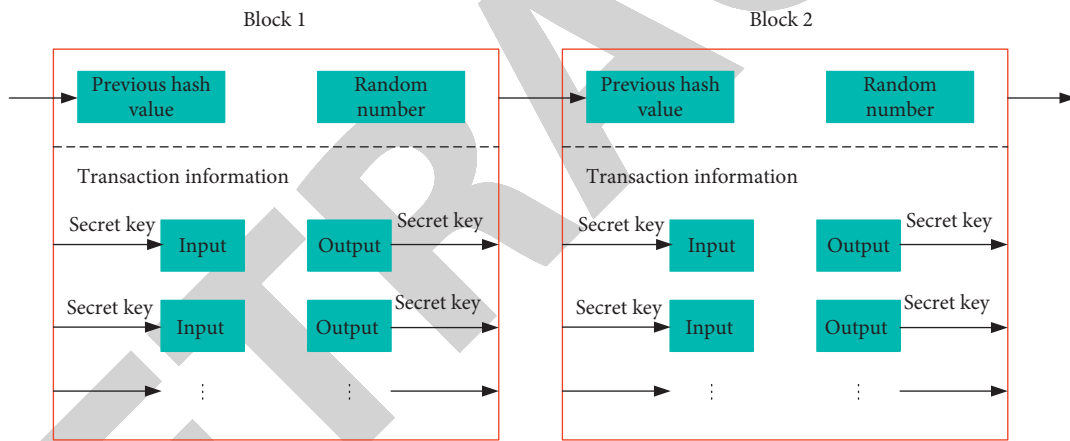 Block 1
Block 2
Previous hash
value
Random
number
Previous hash
value
Random
number
Transaction information
Transaction information
Secret key
Input
Output
Secret key
Secret key
Input
Output
Secret key
Secret key
Input
Output
Secret key
Secret key
Input
Output
Secret key